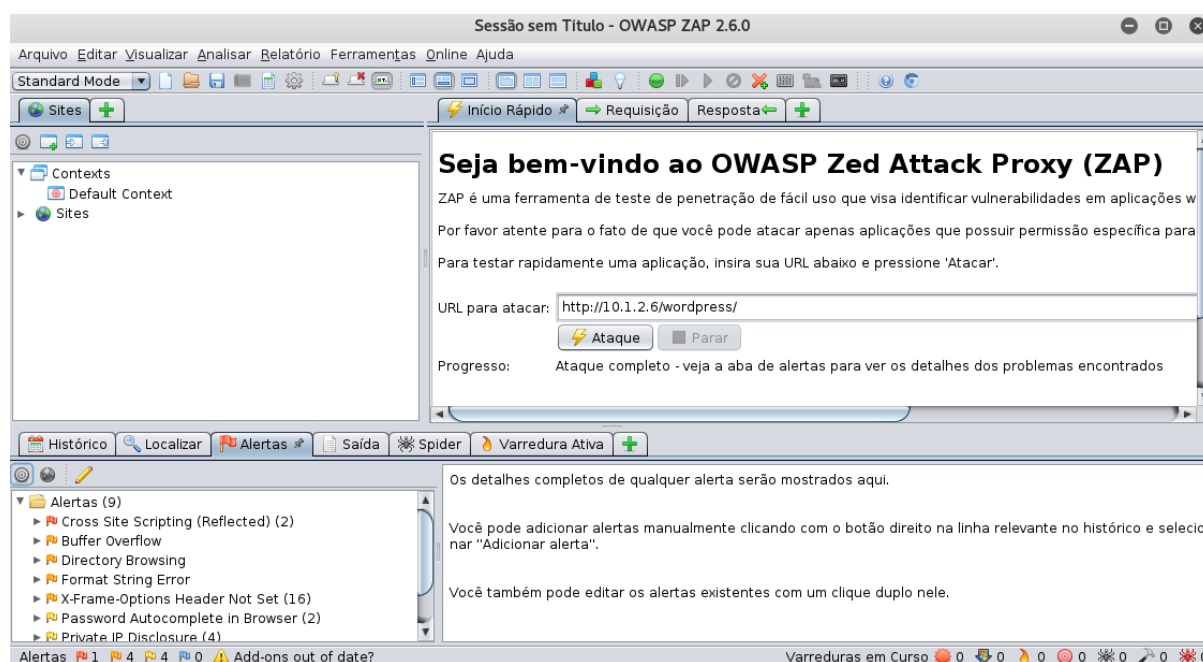 Sessão sem Título - OWASP ZAP 2.6.0
Arquivo Editar Visualizar Analisar Relatório Ferramentas Online Ajuda
Standard Mode
Sites
Início Rápido
Requisição
Resposta
Contexts
Default Context
Sites
Seja bem-vindo ao OWASP Zed Attack Proxy (ZAP)
ZAP é uma ferramenta de teste de penetração de fácil uso que visa identificar vulnerabilidades em aplicações w
Por favor atente para o fato de que você pode atacar apenas aplicações que possuir permissão específica para
Para testar rapidamente uma aplicação, insira sua URL abaixo e pressione 'Atacar'.
URL para atacar: http://10.1.2.6/wordpress/
Ataque Parar
Progresso: Ataque completo - veja a aba de alertas para ver os detalhes dos problemas encontrados
Histórico Localizar Alertas Saída Spider Varredura Ativa
Alertas (9)
Cross Site Scripting (Reflected) (2)
Buffer Overflow
Directory Browsing
Format String Error
X-Frame-Options Header Not Set (16)
Password Autocomplete in Browser (2)
Private IP Disclosure (4)
Os detalhes completos de qualquer alerta serão mostrados aqui.
Você pode adicionar alertas manualmente clicando com o botão direito na linha relevante no histórico e selecio
nar "Adicionar alerta".
Você também pode editar os alertas existentes com um clique duplo nele.
Alertas 1 4 4 0 Add-ons out of date?
Varreduras em Curso 0 0 0 0 0 0